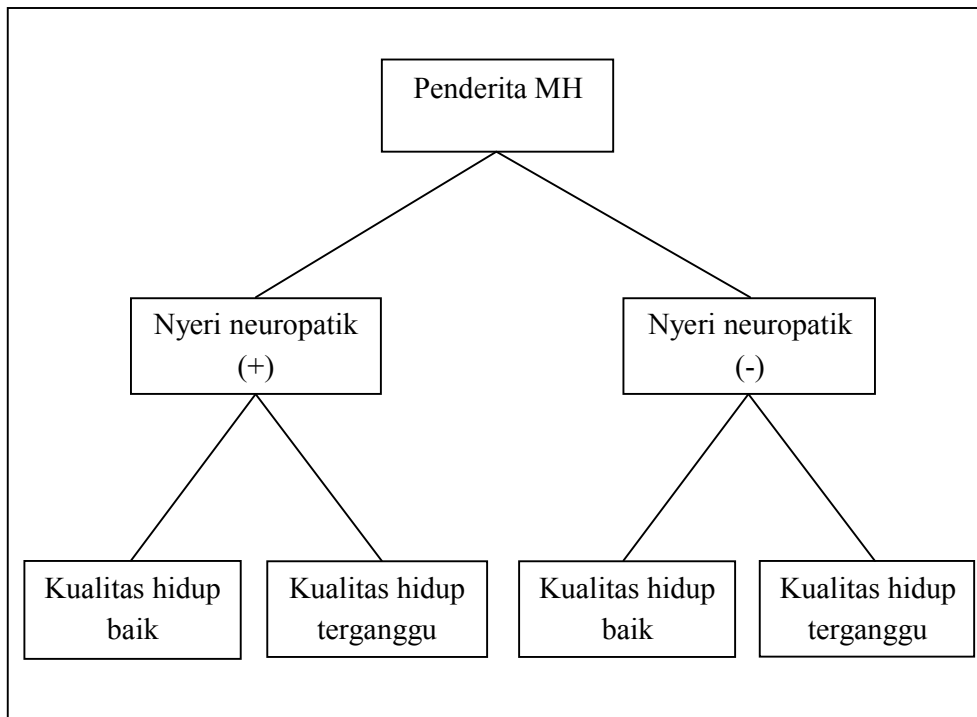 Penderita MH
Nyeri neuropatik
(+)
Nyeri neuropatik
(-)
Kualitas hidup
baik
Kualitas hidup
terganggu
Kualitas hidup
baik
Kualitas hidup
terganggu